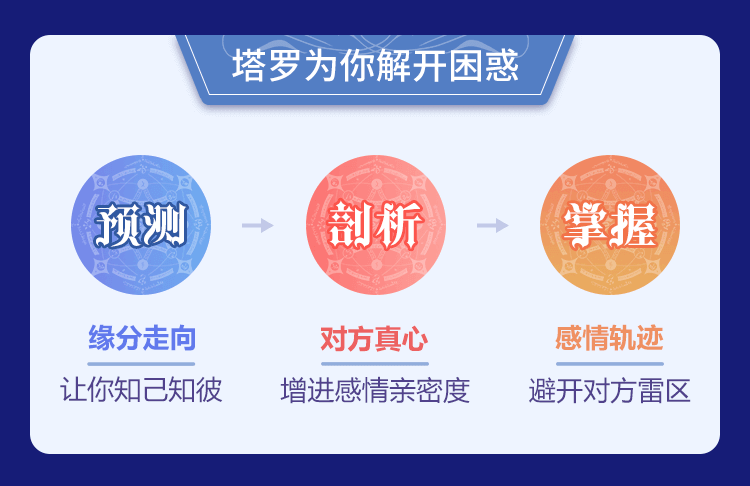 塔罗为你解开困惑
预测
剖析
掌握
缘分走向
对方真心
感情轨迹
让你知己知彼
增进感情亲密度
避开对方雷区